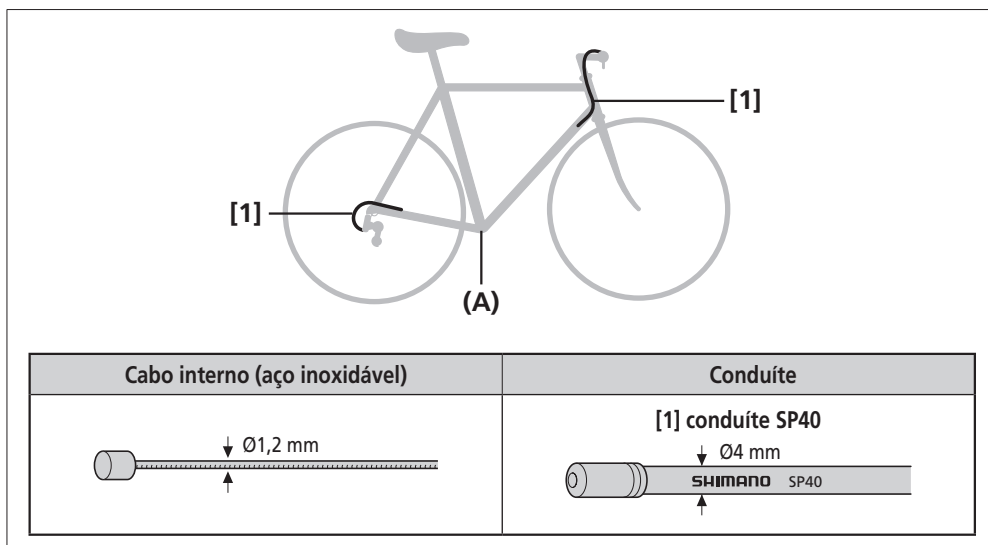 [1]
[1]
(A)
Cabo interno (aço inoxidável)
Conduíte
Ø1,2 mm
[1] conduíte SP40
Ø4 mm
SHIMANO SP40